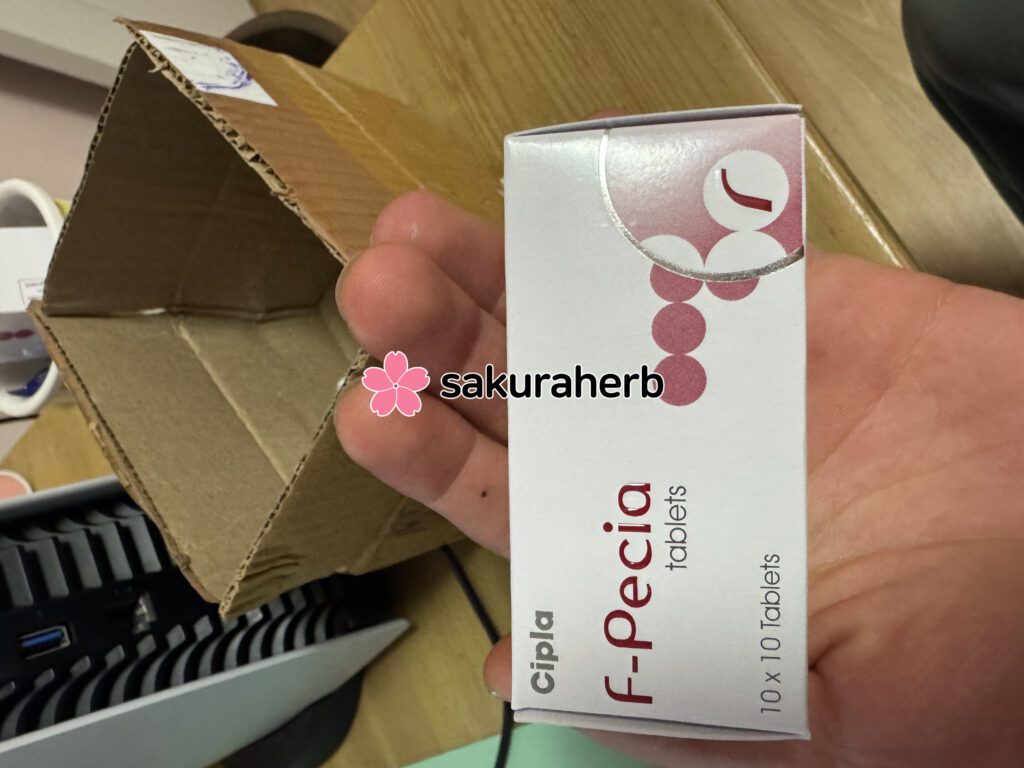 Cipla
F-Pecia
tablets
10 x 10 Tablets
sakuraherb